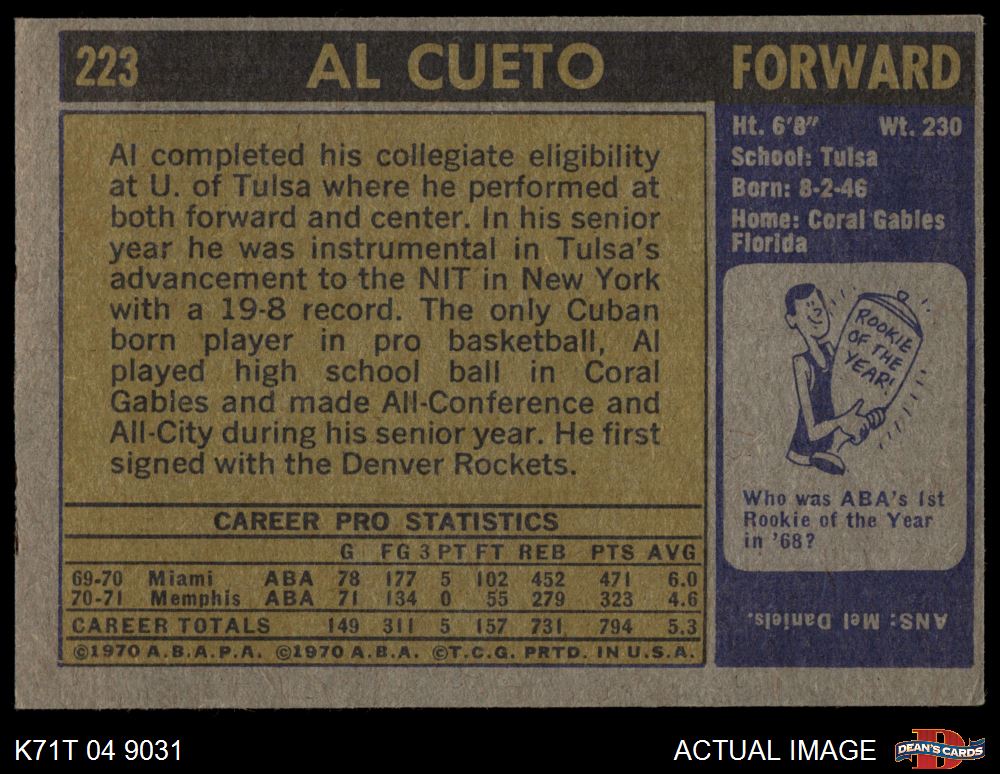 223 AL CUETO FORWARD
Al completed his collegiate eligibility
at U. of Tulsa where he performed at
both forward and center. In his senior
year he was instrumental in Tulsa's
advancement to the NIT in New York
with a 19-8 record. The only Cuban
born player in pro basketball, Al
played high school ball in Coral
Gables and made All-Conference and
All-City during his senior year. He first
signed with the Denver Rockets.
CAREER PRO STATISTICS
G FG 3 PT FT REB PTS AVG
69-70 Miami ABA 78 177 5 102 452 471 6.0
70-71 Memphis ABA 71 134 0 55 279 323 4.6
CAREER TOTALS 149 311 5 157 731 794 5.3
©1970 A.B.A.P.A. ©1970 A.B.A. ©T.C.G. PRTD. IN U.S.A.
Ht. 6'8" Wt. 230
School: Tulsa
Born: 8-2-46
Home: Coral Gables
Florida
ROOKIE
OF THE
YEAR!
Who was ABA's 1st
Rookie of the Year
in '68?
ANS: Mel Daniels.
K71T 04 9031 ACTUAL IMAGE
D
DEAN'S CARDS